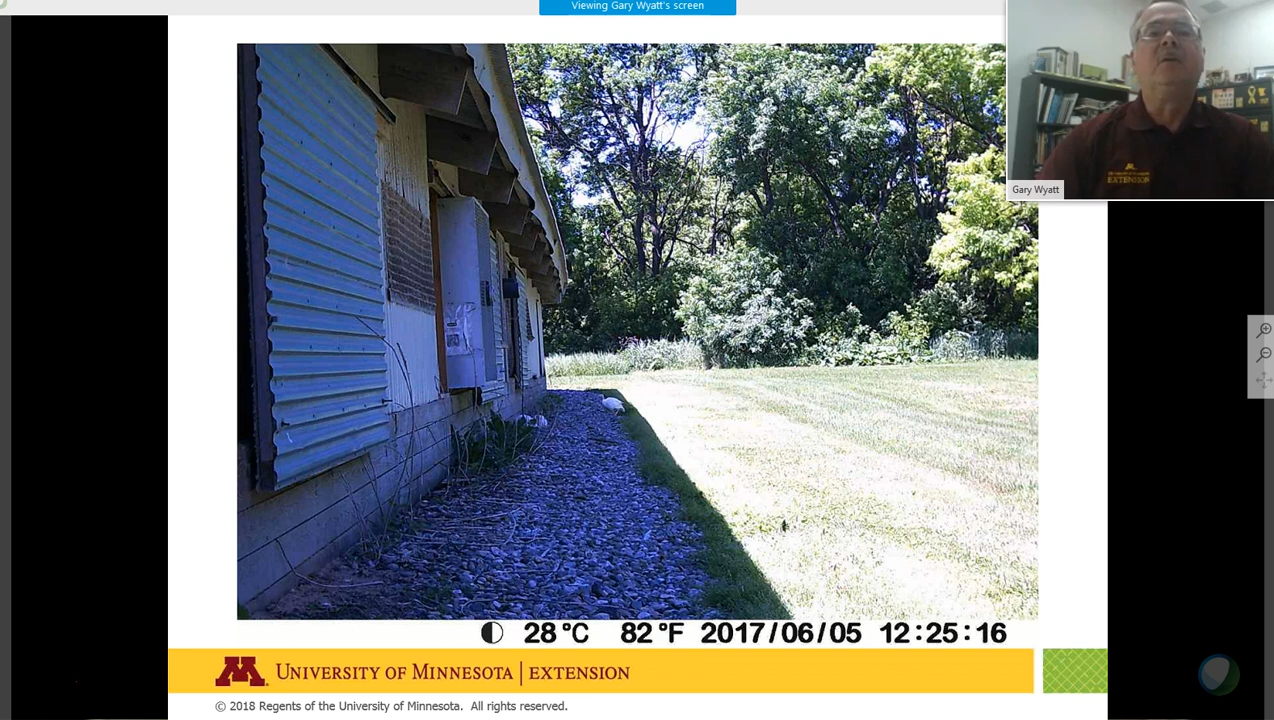 Viewing Gary Wyatt's screen
EXTENSION
Gary Wyatt
28°C 82°F 2017/06/05 12:25:16
M UNIVERSITY OF MINNESOTA | EXTENSION
© 2018 Regents of the University of Minnesota. All rights reserved.